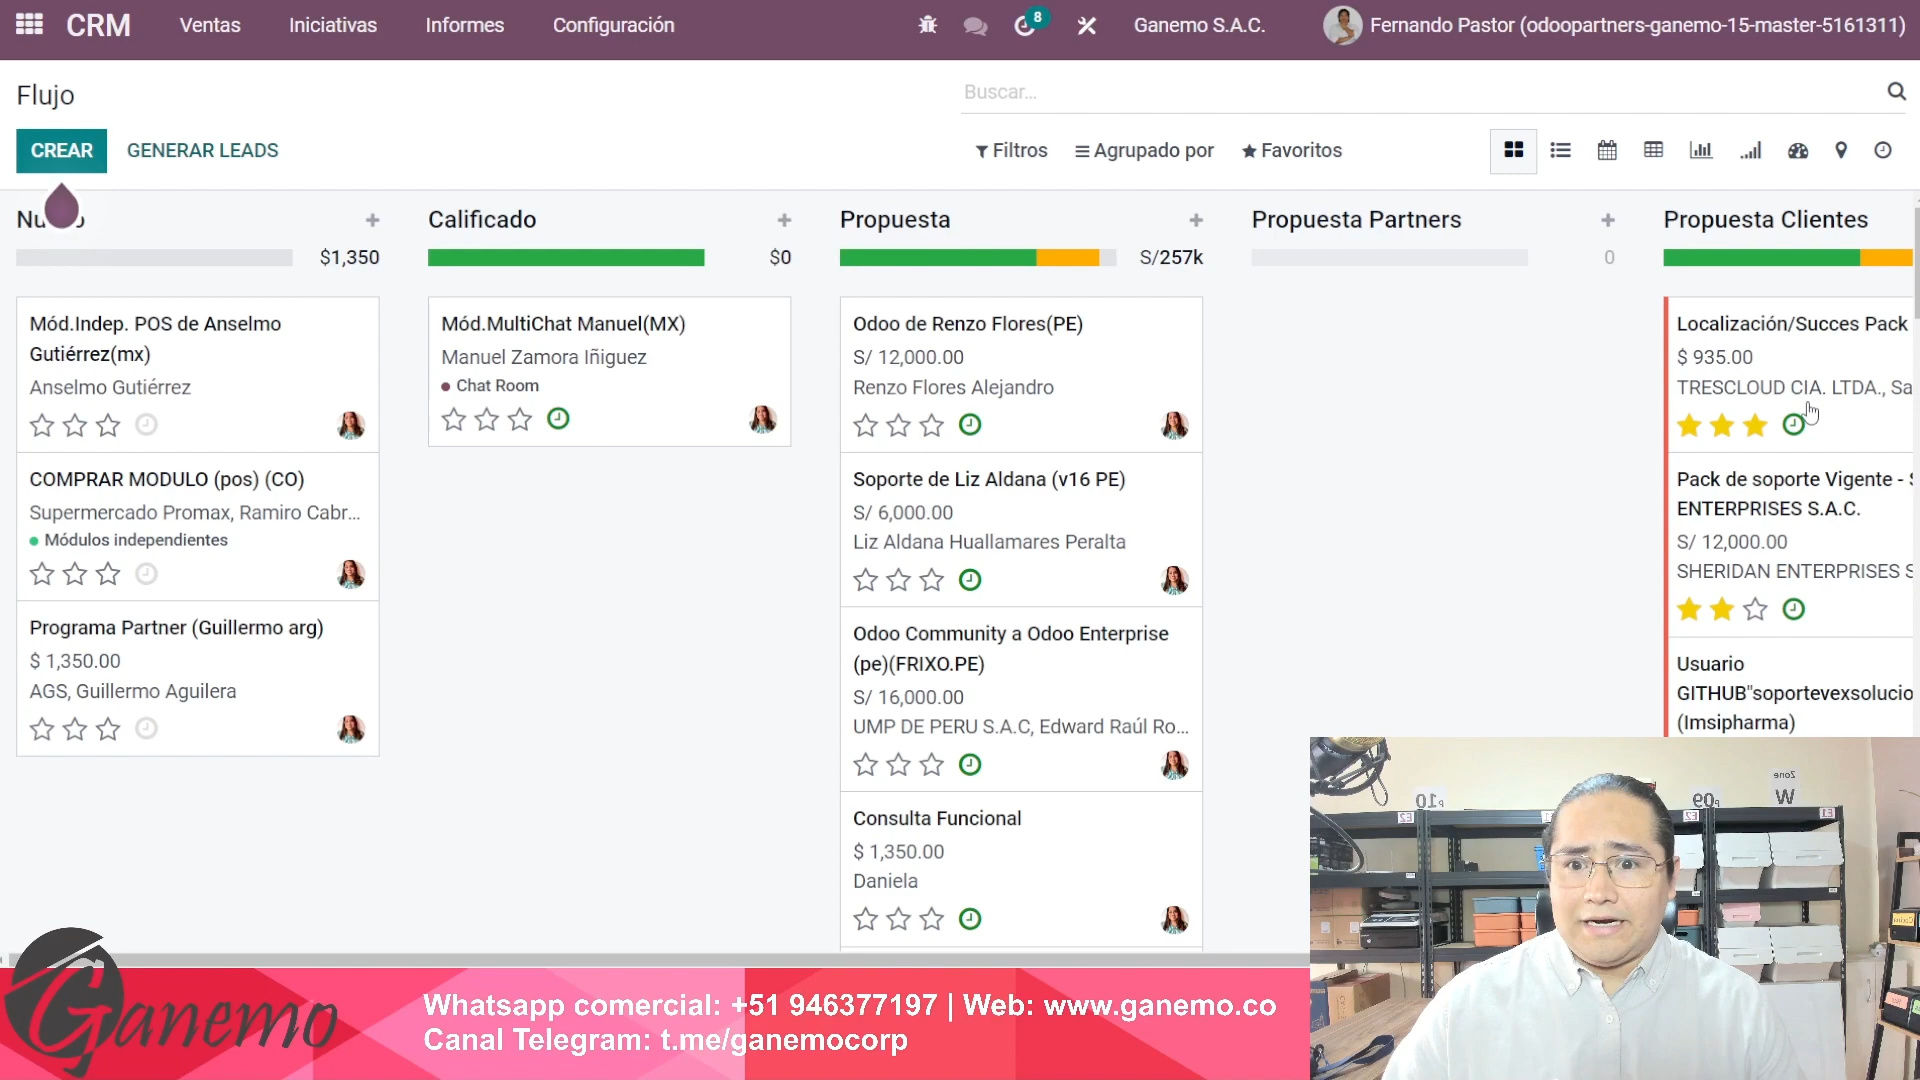 CRM Ventas Iniciativas Informes Configuración 8 Ganemo S.A.C. Fernando Pastor (odoopartners-ganemo-15-master-5161311)
Flujo
Buscar...
CREAR GENERAR LEADS
Filtros Agrupado por Favoritos
Calificado + Propuesta + Propuesta Partners + Propuesta Clientes
$1,350 $0 S/257k 0
Mód.Indep. POS de Anselmo
Gutiérrez(mx)
Anselmo Gutiérrez
COMPRAR MODULO (pos) (CO)
Supermercado Promax, Ramiro Cabr...
Módulos independientes
Programa Partner (Guillermo arg)
$ 1,350.00
AGS, Guillermo Aguilera
Mód.MultiChat Manuel(MX)
Manuel Zamora Iñiguez
Chat Room
Odoo de Renzo Flores(PE)
S/ 12,000.00
Renzo Flores Alejandro
Soporte de Liz Aldana (v16 PE)
S/ 6,000.00
Liz Aldana Huallamares Peralta
Odoo Community a Odoo Enterprise
(pe)(FRIXO.PE)
S/ 16,000.00
UMP DE PERU S.A.C, Edward Raúl Ro...
Consulta Funcional
$ 1,350.00
Daniela
Localización/Succes Pack
$ 935.00
TRESCLOUD CIA. LTDA., Sa
Pack de soporte Vigente - S
ENTERPRISES S.A.C.
S/ 12,000.00
SHERIDAN ENTERPRISES S
Usuario
GITHUB"soportevexsolucio
(Imsipharma)
Zone
W
P10
P09
E2
E2
E1
Ganemo
Whatsapp comercial: +51 946377197 | Web: www.ganemo.co
Canal Telegram: t.me/ganemocorp